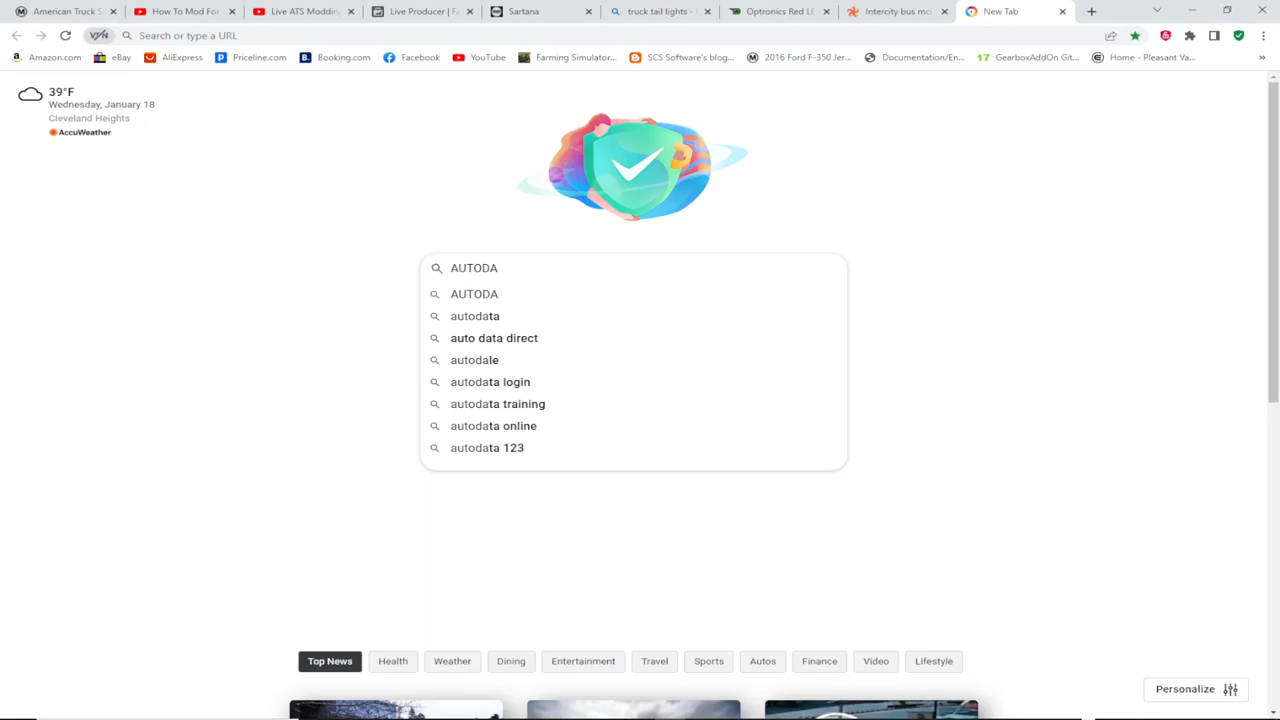 American Truck S
How To Mod For
Live ATS Modding
Live Producer | Fa
Sartana
truck tail lights -
Optronics Red LE
Intercity bus mo
New Tab
VPN
Search or type a URL
Amazon.com
eBay
AliExpress
Priceline.com
Booking.com
Facebook
YouTube
Farming Simulator...
SCS Software's blog...
2016 Ford F-350 Jer...
Documentation/En...
GearboxAddOn Git...
Home - Pleasant Va...
39°F
Wednesday, January 18
Cleveland Heights
AccuWeather
AUTODA
AUTODA
autodata
auto data direct
autodale
autodata login
autodata training
autodata online
autodata 123
Top News
Health
Weather
Dining
Entertainment
Travel
Sports
Autos
Finance
Video
Lifestyle
Personalize